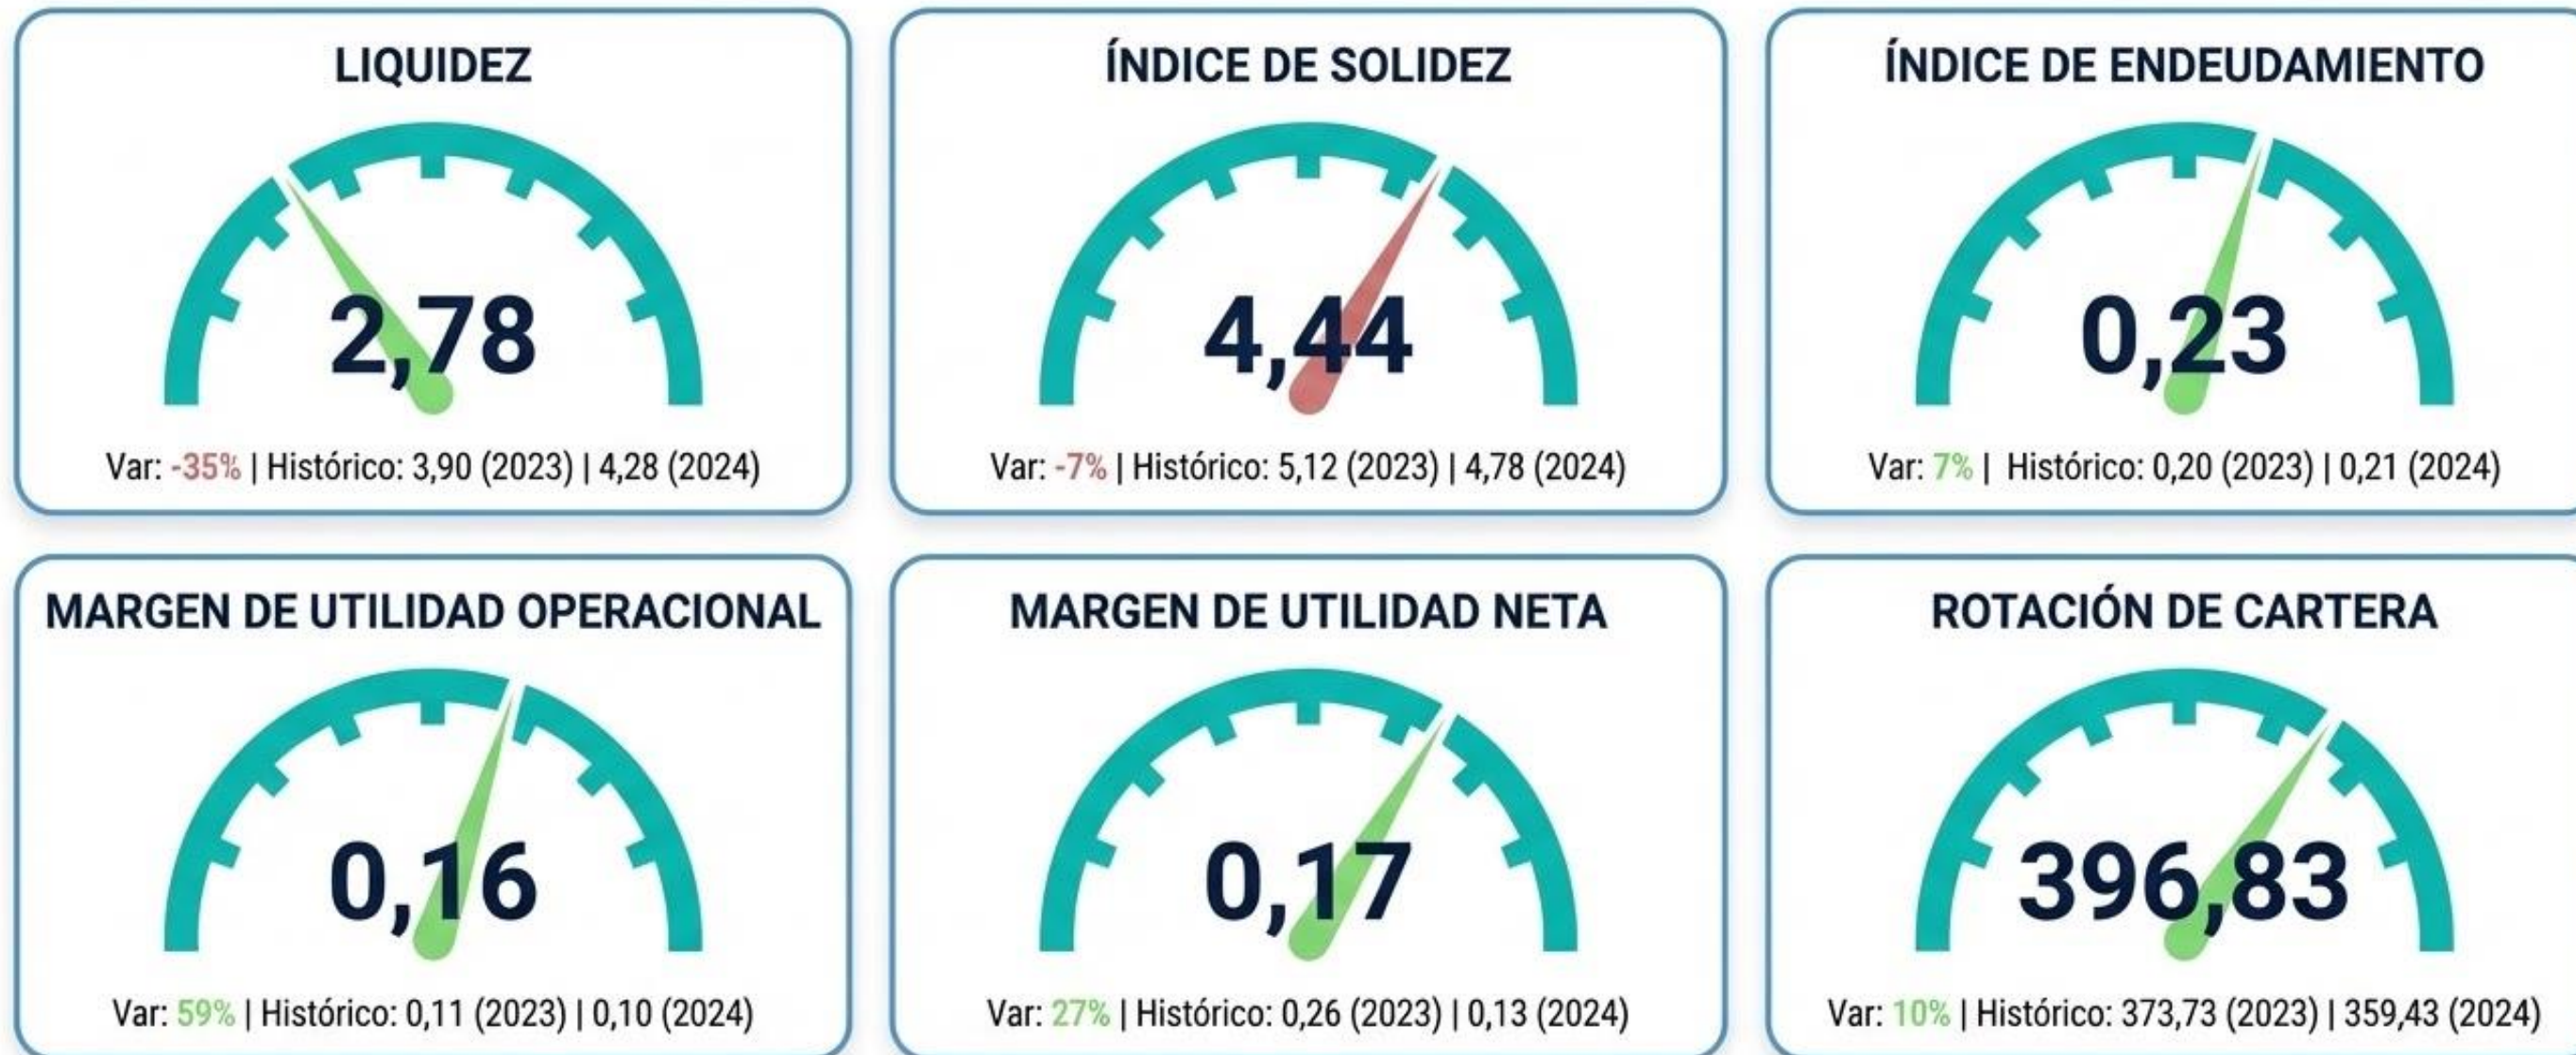 LIQUIDEZ
2,78
Var: -35% | Histórico: 3,90 (2023) | 4,28 (2024)
ÍNDICE DE SOLIDEZ
4,44
Var: -7% | Histórico: 5,12 (2023) | 4,78 (2024)
ÍNDICE DE ENDEUDAMIENTO
0,23
Var: 7% | Histórico: 0,20 (2023) | 0,21 (2024)
MARGEN DE UTILIDAD OPERACIONAL
0,16
Var: 59% | Histórico: 0,11 (2023) | 0,10 (2024)
MARGEN DE UTILIDAD NETA
0,17
Var: 27% | Histórico: 0,26 (2023) | 0,13 (2024)
ROTACIÓN DE CARTERA
396,83
Var: 10% | Histórico: 373,73 (2023) | 359,43 (2024)